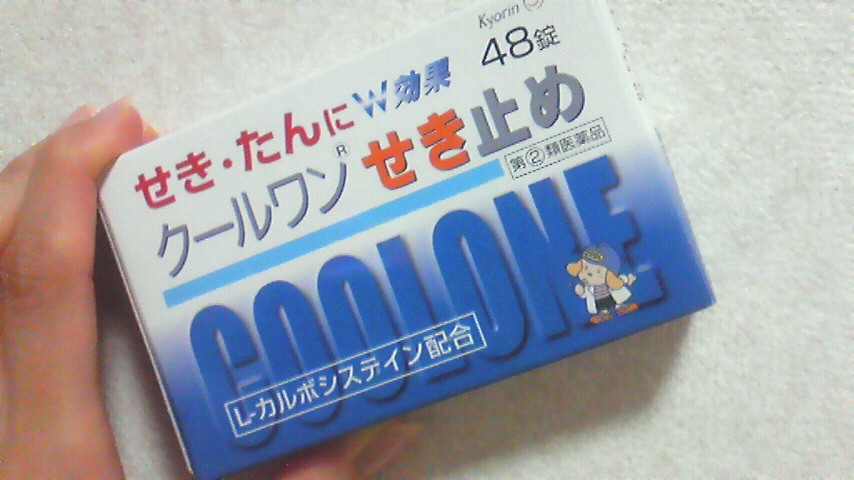 Kyorin
48錠
せき・たんにW効果
クールワン® せき止め
第②類医薬品
COOLONE
L-カルボシステイン配合